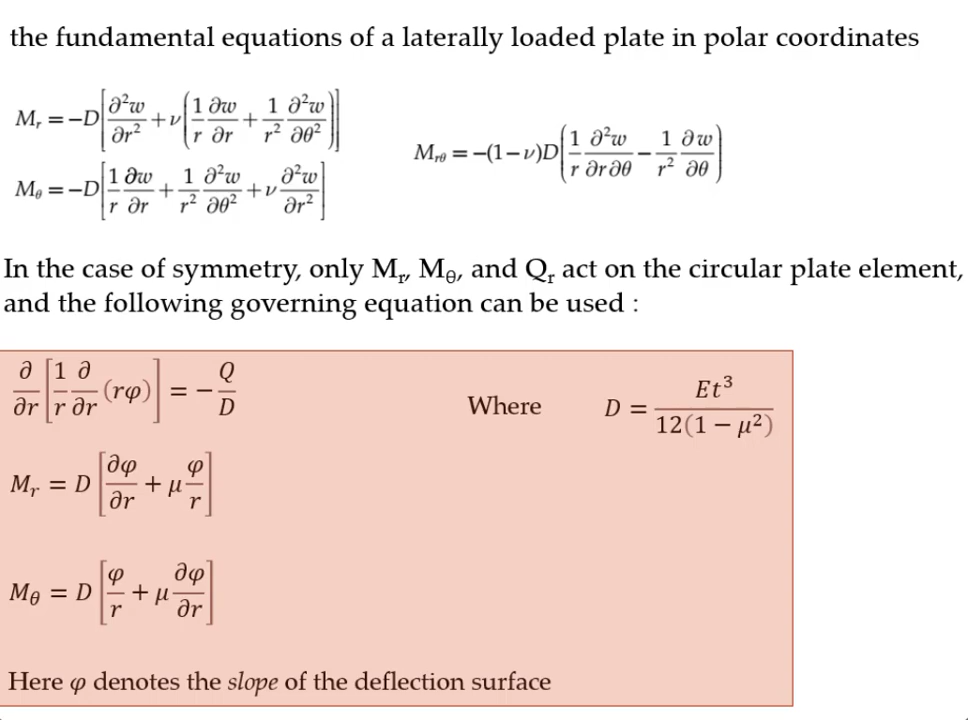 the fundamental equations of a laterally loaded plate in polar coordinates
M_r = −D[∂²w/∂r² + ν(1/r ∂w/∂r + 1/r² ∂²w/∂θ²)]
M_rθ = −(1−ν)D(1/r ∂²w/∂r∂θ − 1/r² ∂w/∂θ)
M_θ = −D[1/r ∂w/∂r + 1/r² ∂²w/∂θ² + ν ∂²w/∂r²]
In the case of symmetry, only M_r, M_θ, and Q_r act on the circular plate element,
and the following governing equation can be used :
∂/∂r [1/r ∂/∂r (rφ)] = − Q/D
Where D = Et³/12(1 − μ²)
M_r = D [∂φ/∂r + μ φ/r]
M_θ = D [φ/r + μ ∂φ/∂r]
Here φ denotes the slope of the deflection surface